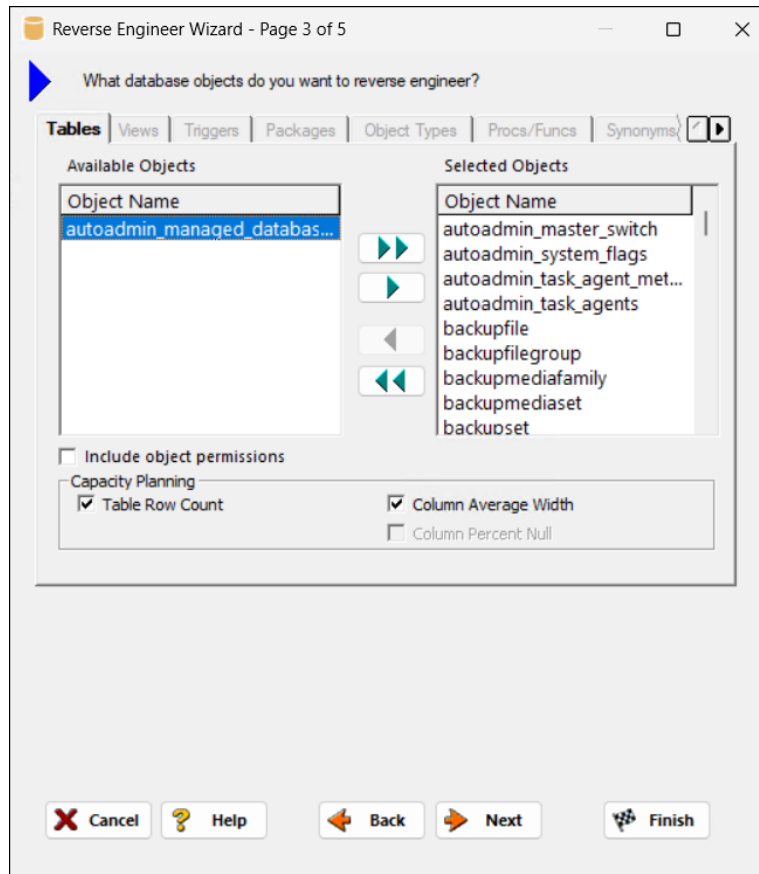 Reverse Engineer Wizard - Page 3 of 5
What database objects do you want to reverse engineer?
Tables Views Triggers Packages Object Types Procs/Funcs Synonyms
Available Objects
Selected Objects
Object Name
autoadmin_managed_databas...
Object Name
autoadmin_master_switch
autoadmin_system_flags
autoadmin_task_agent_met...
autoadmin_task_agents
backupfile
backupfilegroup
backupmediafamily
backupmediaset
backupset
Include object permissions
Capacity Planning
Table Row Count
Column Average Width
Column Percent Null
Cancel Help Back Next Finish